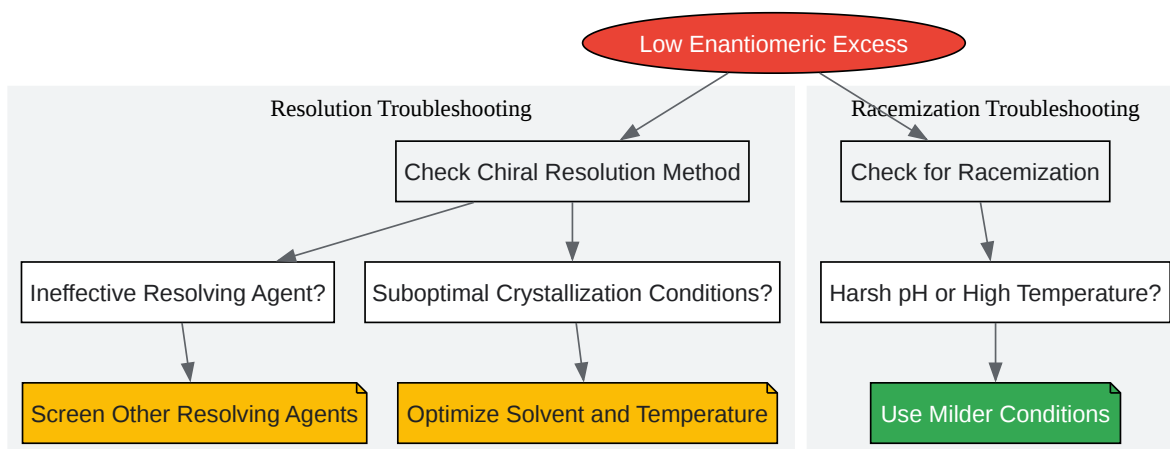 Low Enantiomeric Excess
Resolution Troubleshooting
Racemization Troubleshooting
Check Chiral Resolution Method
Check for Racemization
Ineffective Resolving Agent?
Suboptimal Crystallization Conditions?
Harsh pH or High Temperature?
Screen Other Resolving Agents
Optimize Solvent and Temperature
Use Milder Conditions